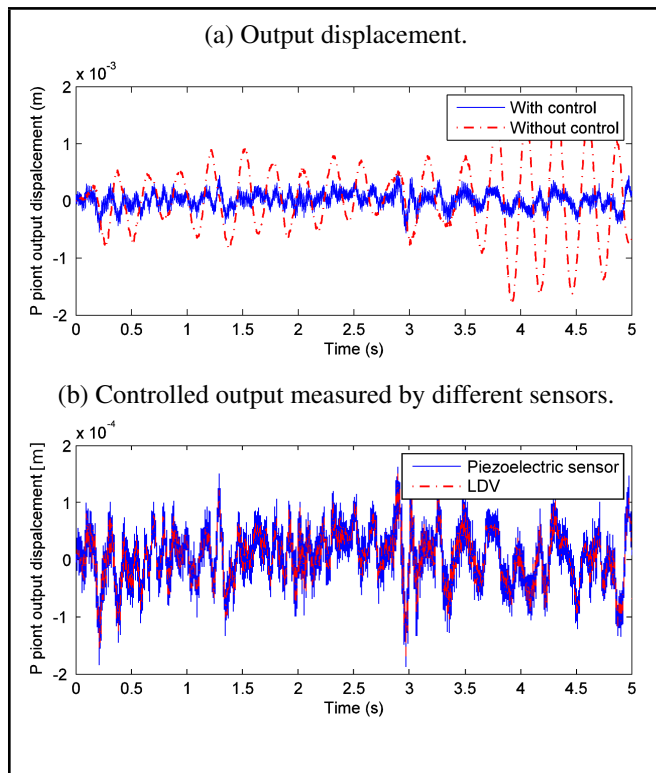 (a) Output displacement.
x 10^-3
P piont output dispalcement (m)
2
1
0
-1
-2
With control
Without control
0 0.5 1 1.5 2 2.5 3 3.5 4 4.5 5
Time (s)
(b) Controlled output measured by different sensors.
x 10^-4
P piont output dispalcement [m]
2
1
0
-1
-2
Piezoelectric sensor
LDV
0 0.5 1 1.5 2 2.5 3 3.5 4 4.5 5
Time (s)